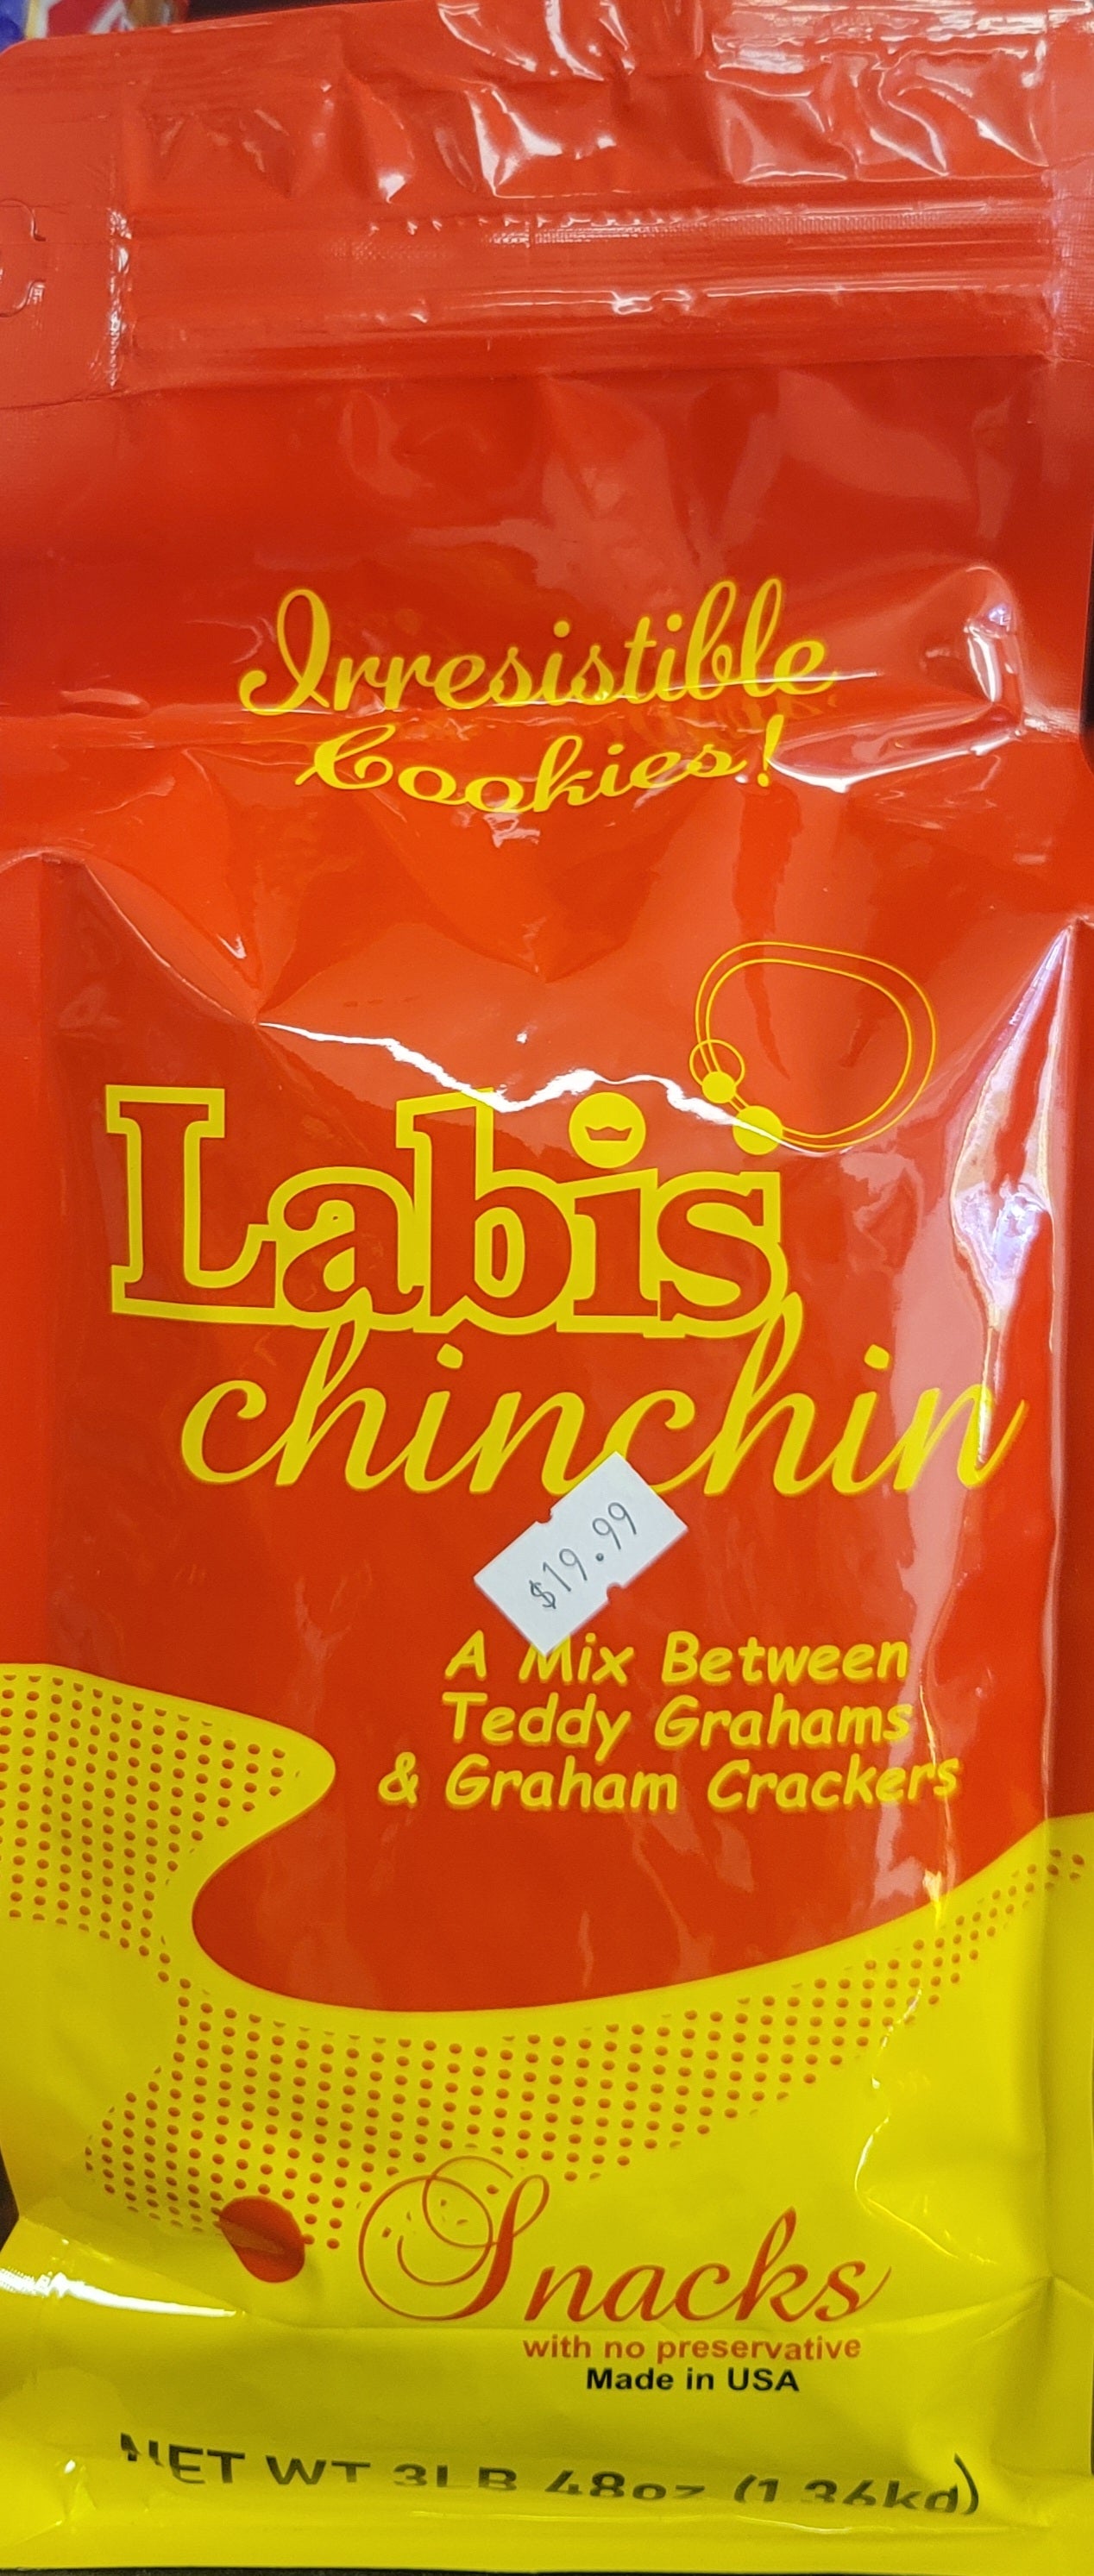 Irresistible
Cookies!
Labis
chinchin
$19.99
A Mix Between
Teddy Grahams
& Graham Crackers
Snacks
with no preservative
Made in USA
NET WT 3LB 48oz (1.36kg)